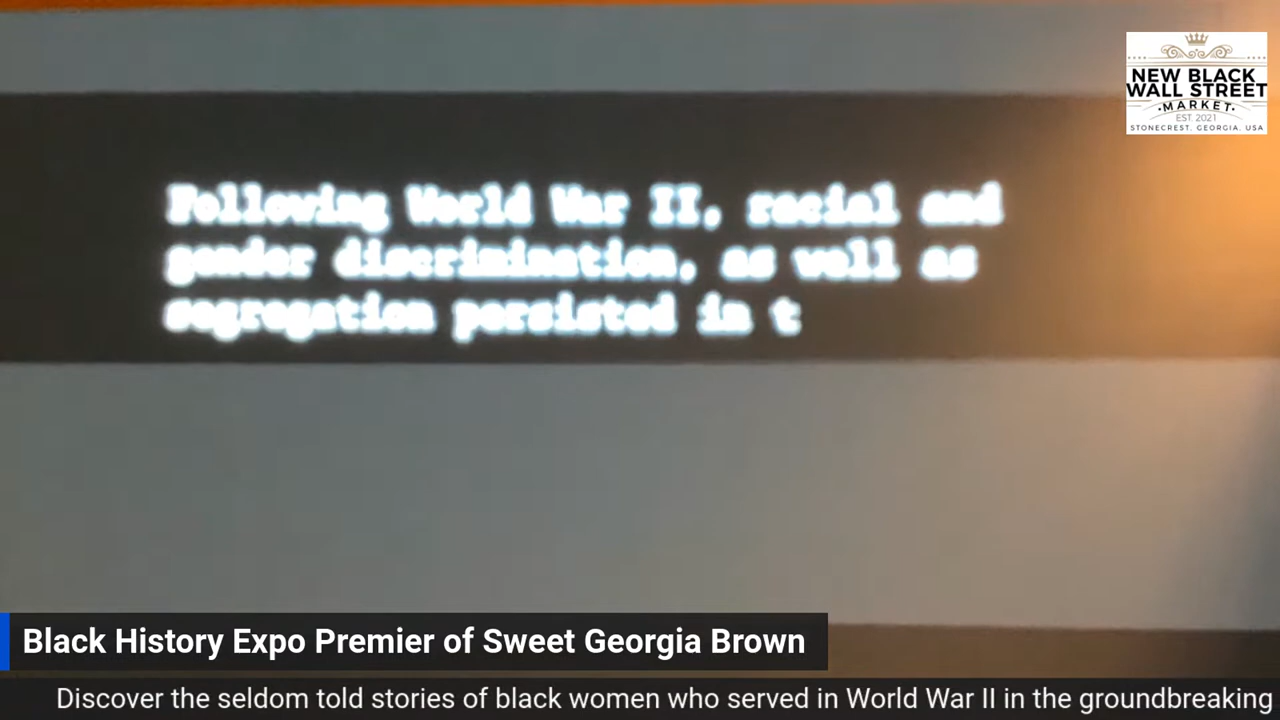 NEW BLACK
WALL STREET
•MARKET•
EST. 2021
STONECREST, GEORGIA. USA
Following World War II, racial and
gender discrimination, as well as
segregation persisted in t
Black History Expo Premier of Sweet Georgia Brown
Discover the seldom told stories of black women who served in World War II in the groundbreaking